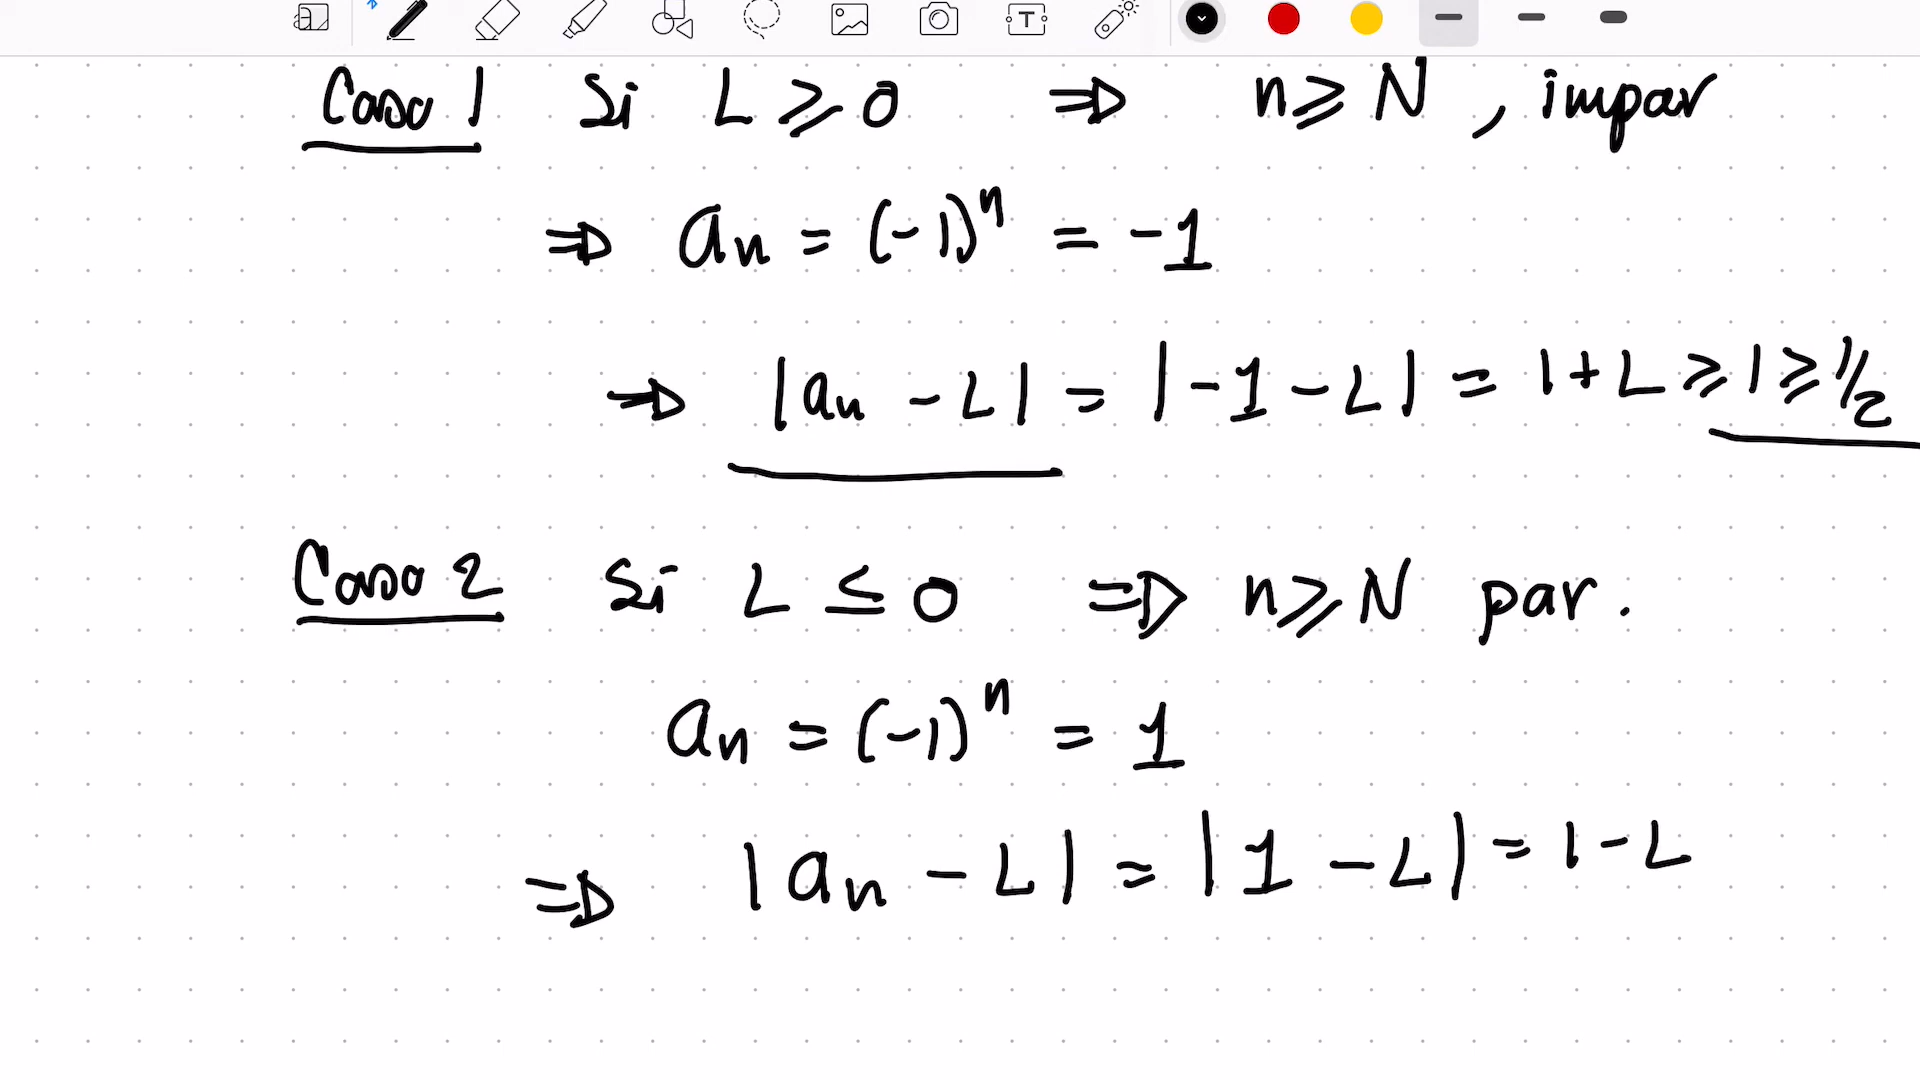 Caso 1 Si L ⩾ 0 ⇒ n ⩾ N , impar
⇒ aₙ = (-1)ⁿ = -1
⇒ |aₙ - L| = |-1 - L| = 1 + L ⩾ 1 ⩾ 1/2
Caso 2 Si L ≤ 0 ⇒ n ⩾ N par.
aₙ = (-1)ⁿ = 1
⇒ |aₙ - L| = |1 - L| = 1 - L